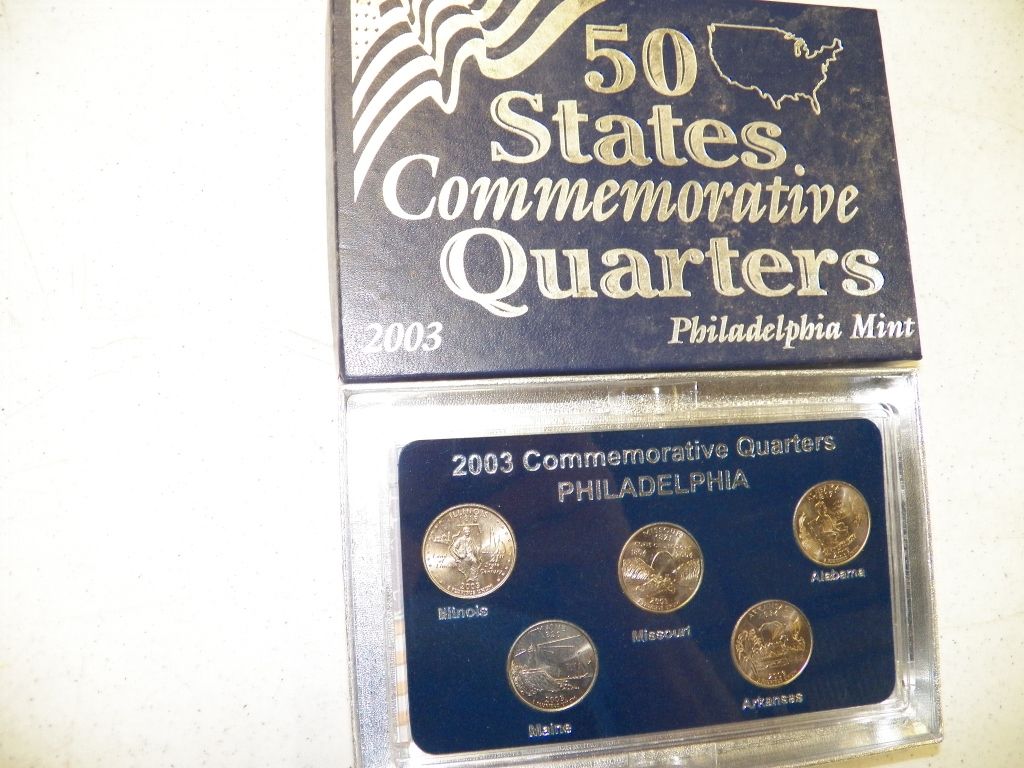 50
States
Commemorative
Quarters
2003
Philadelphia Mint
2003 Commemorative Quarters
PHILADELPHIA
Illinois
Missouri
Alabama
Maine
Arkansas